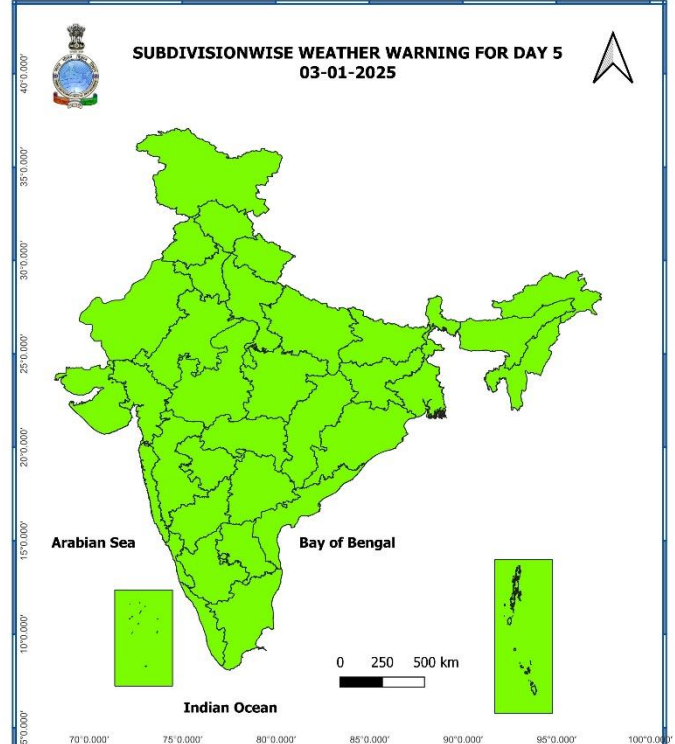 SUBDIVISIONWISE WEATHER WARNING FOR DAY 5
03-01-2025
40°0.000'
35°0.000'
30°0.000'
25°0.000'
20°0.000'
15°0.000'
10°0.000'
5°0.000'
Arabian Sea
Bay of Bengal
0 250 500 km
Indian Ocean
70°0.000' 75°0.000' 80°0.000' 85°0.000' 90°0.000' 95°0.000' 100°0.000'